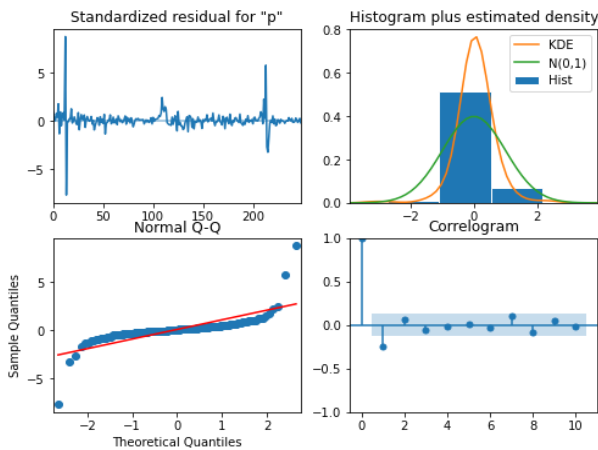 Standardized residual for "p"
5
0
−5
0 50 100 150 200
Histogram plus estimated density
KDE
N(0,1)
Hist
0.8
0.6
0.4
0.2
0.0
−2 0 2
Normal Q-Q
Sample Quantiles
5
0
−5
−2 −1 0 1 2
Theoretical Quantiles
Correlogram
1.0
0.5
0.0
−0.5
−1.0
0 2 4 6 8 10